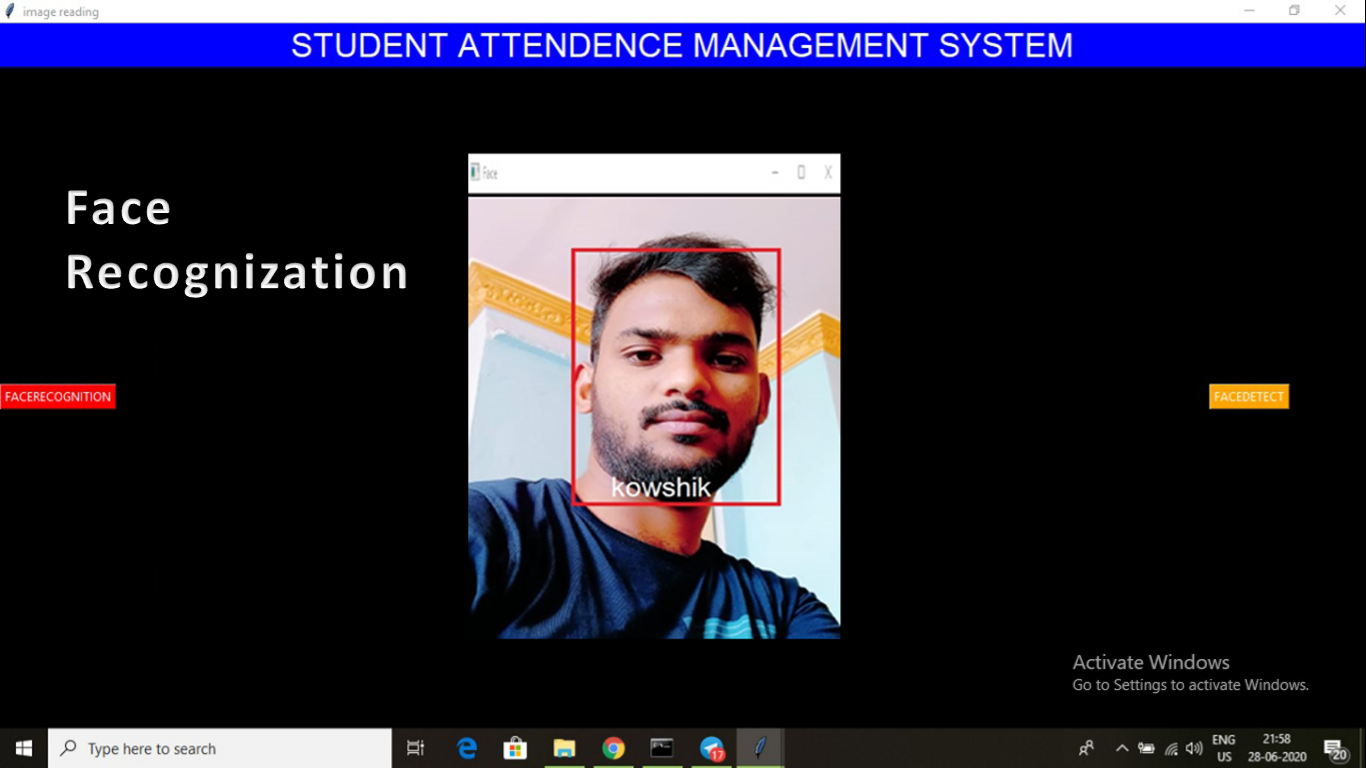 image reading
STUDENT ATTENDENCE MANAGEMENT SYSTEM
Face
Face
Recognization
kowshik
FACERECOGNITION
FACEDETECT
Activate Windows
Go to Settings to activate Windows.
Type here to search
17
ENG
US
21:58
28-06-2020
20